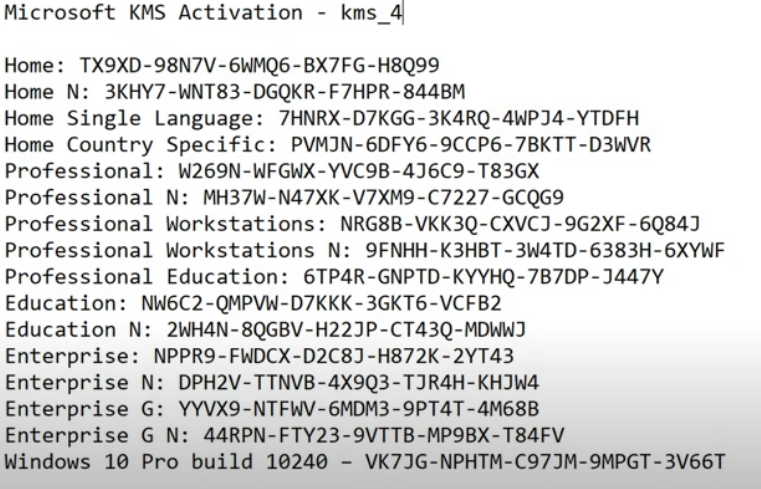 Microsoft KMS Activation - kms_4
Home: TX9XD-98N7V-6WMQ6-BX7FG-H8Q99
Home N: 3KHY7-WNT83-DGQKR-F7HPR-844BM
Home Single Language: 7HNRX-D7KGG-3K4RQ-4WPJ4-YTDFH
Home Country Specific: PVMJN-6DFY6-9CCP6-7BKTT-D3WVR
Professional: W269N-WFGWX-YVC9B-4J6C9-T83GX
Professional N: MH37W-N47XK-V7XM9-C7227-GCQG9
Professional Workstations: NRG8B-VKK3Q-CXVCJ-9G2XF-6Q84J
Professional Workstations N: 9FNHH-K3HBT-3W4TD-6383H-6XYWF
Professional Education: 6TP4R-GNPTD-KYYHQ-7B7DP-J447Y
Education: NW6C2-QMPVW-D7KKK-3GKT6-VCFB2
Education N: 2WH4N-8QGBV-H22JP-CT43Q-MDWWJ
Enterprise: NPPR9-FWDCX-D2C8J-H872K-2YT43
Enterprise N: DPH2V-TTNVB-4X9Q3-TJR4H-KHJW4
Enterprise G: YYVX9-NTFWV-6MDM3-9PT4T-4M68B
Enterprise G N: 44RPN-FTY23-9VTTB-MP9BX-T84FV
Windows 10 Pro build 10240 – VK7JG-NPHTM-C97JM-9MPGT-3V66T